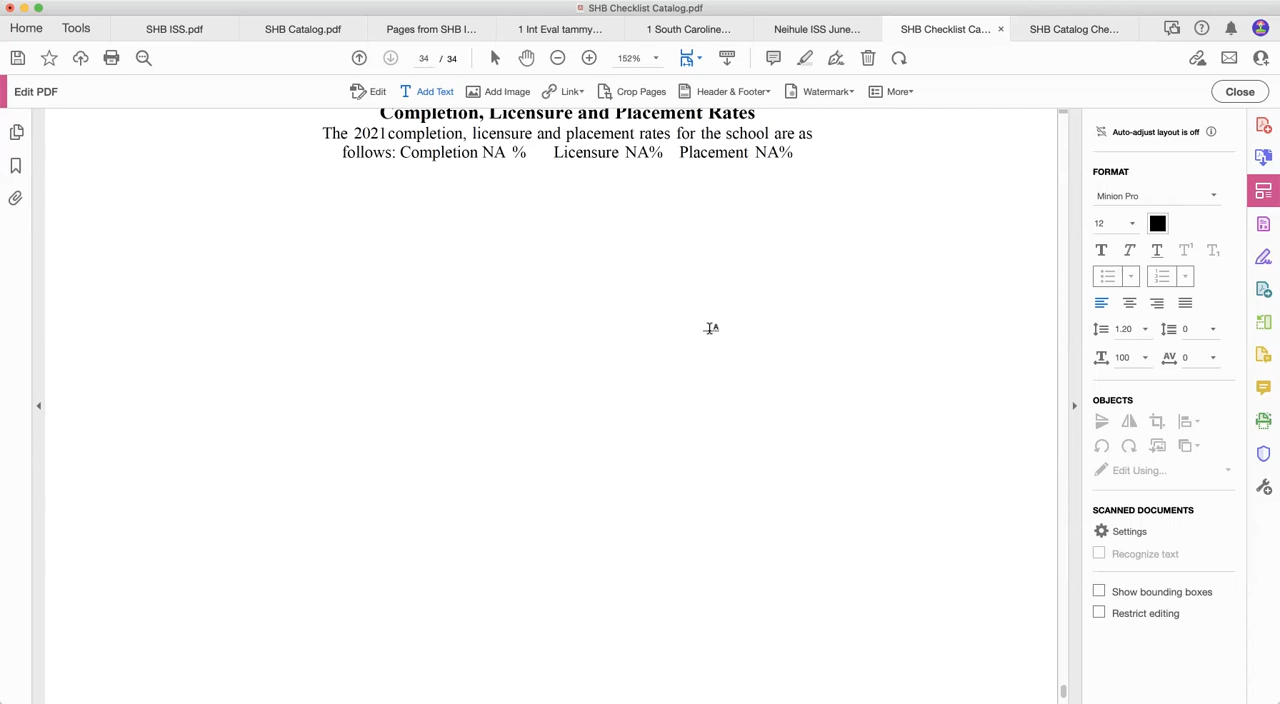 SHB Checklist Catalog.pdf
Home Tools SHB ISS.pdf SHB Catalog.pdf Pages from SHB I... 1 Int Eval tammy... 1 South Caroline... Neihule ISS June... SHB Checklist Ca... × SHB Catalog Che...
34 / 34 152%
Edit PDF Edit Add Text Add Image Link Crop Pages Header & Footer Watermark More Close
Completion, Licensure and Placement Rates
The 2021completion, licensure and placement rates for the school are as
follows: Completion NA % Licensure NA% Placement NA%
Auto-adjust layout is off
FORMAT
Minion Pro
12
T T T T¹ T₁
1.20 0
T 100 AV 0
OBJECTS
Edit Using...
SCANNED DOCUMENTS
Settings
Recognize text
Show bounding boxes
Restrict editing